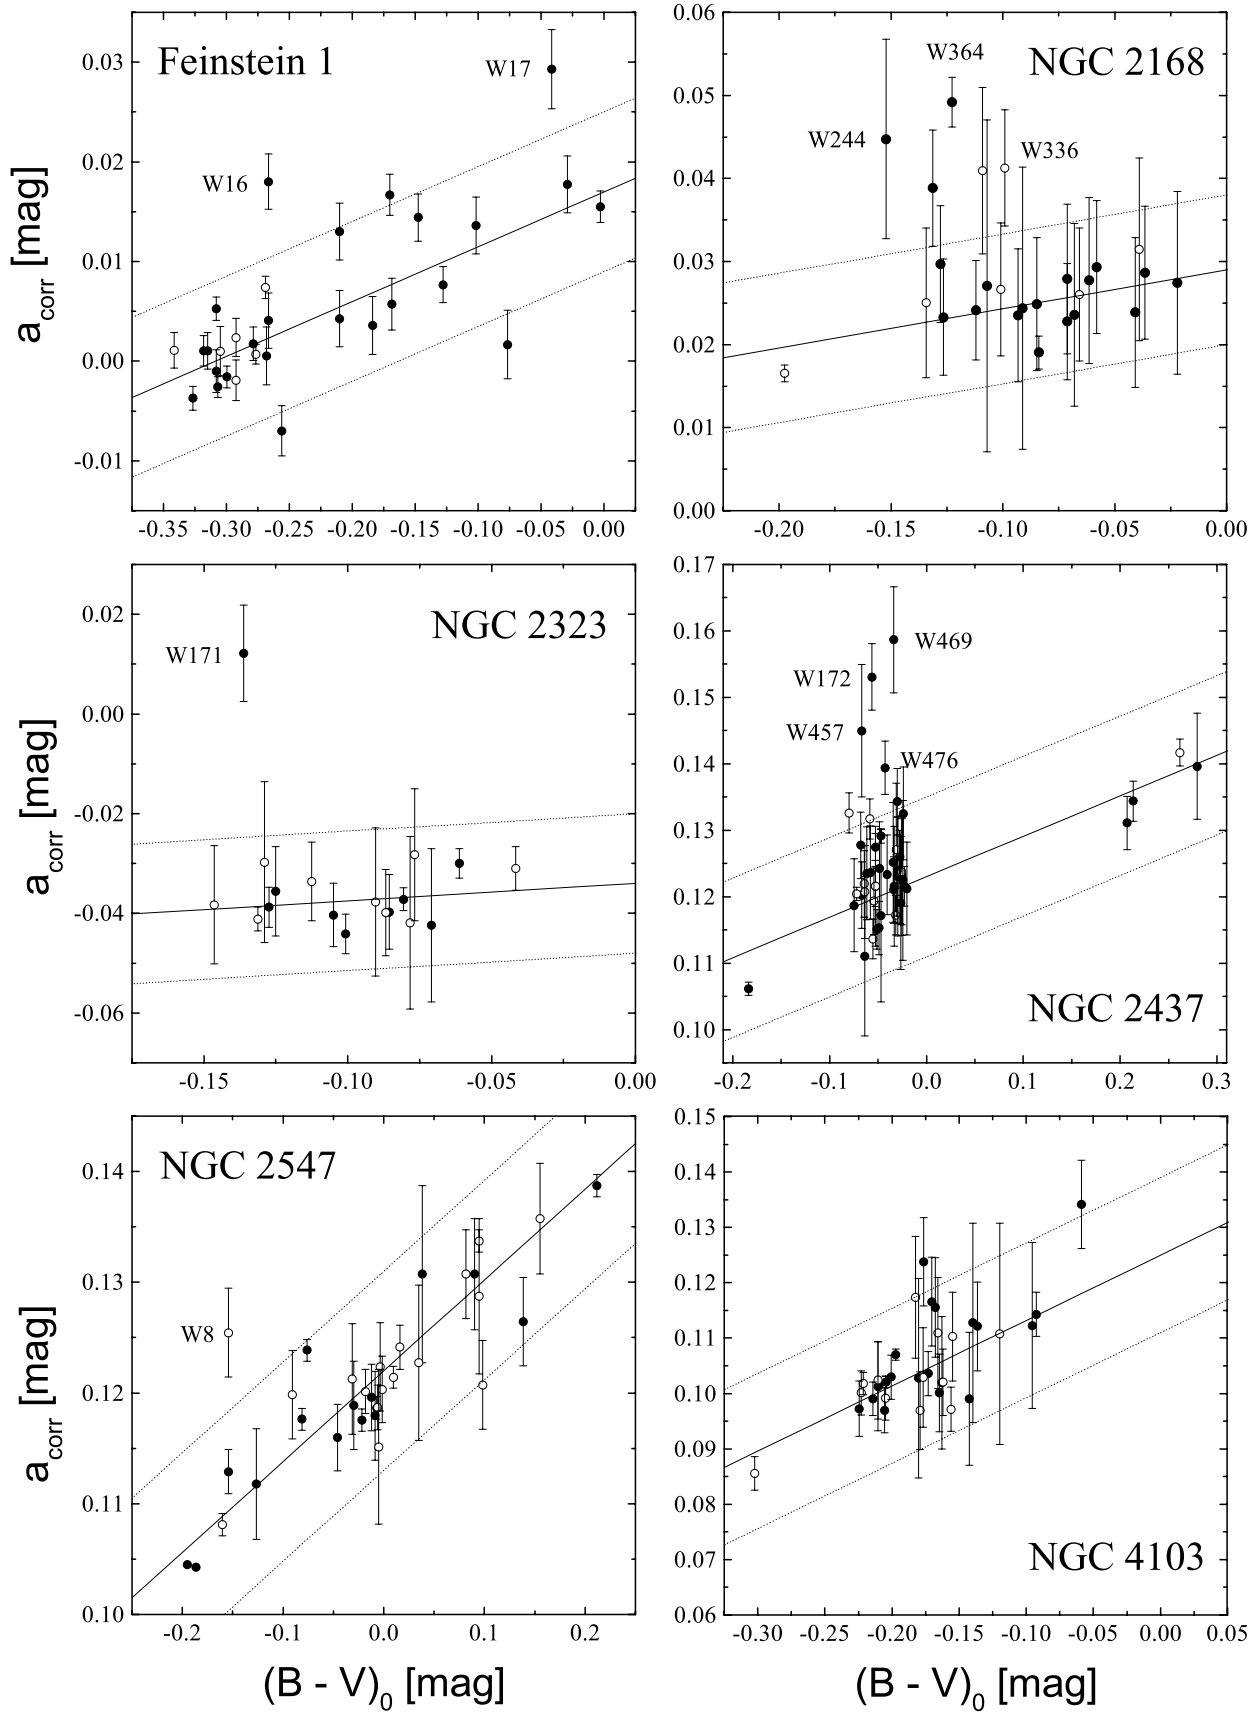 Feinstein 1
W17
W16
0.03
0.02
0.01
0.00
-0.01
a_corr [mag]
-0.35 -0.30 -0.25 -0.20 -0.15 -0.10 -0.05 0.00
NGC 2168
W364
W244
W336
0.06
0.05
0.04
0.03
0.02
0.01
0.00
a_corr [mag]
-0.20 -0.15 -0.10 -0.05 0.00
NGC 2323
W171
0.02
0.00
-0.02
-0.04
-0.06
a_corr [mag]
-0.15 -0.10 -0.05 0.00
0.17
0.16
0.15
0.14
0.13
0.12
0.11
0.10
W469
W172
W457
W476
NGC 2437
a_corr [mag]
-0.2 -0.1 0.0 0.1 0.2 0.3
NGC 2547
W8
0.14
0.13
0.12
0.11
0.10
a_corr [mag]
-0.2 -0.1 0.0 0.1 0.2
(B - V)_0 [mag]
0.15
0.14
0.13
0.12
0.11
0.10
0.09
0.08
0.07
0.06
NGC 4103
a_corr [mag]
-0.30 -0.25 -0.20 -0.15 -0.10 -0.05 0.00 0.05
(B - V)_0 [mag]